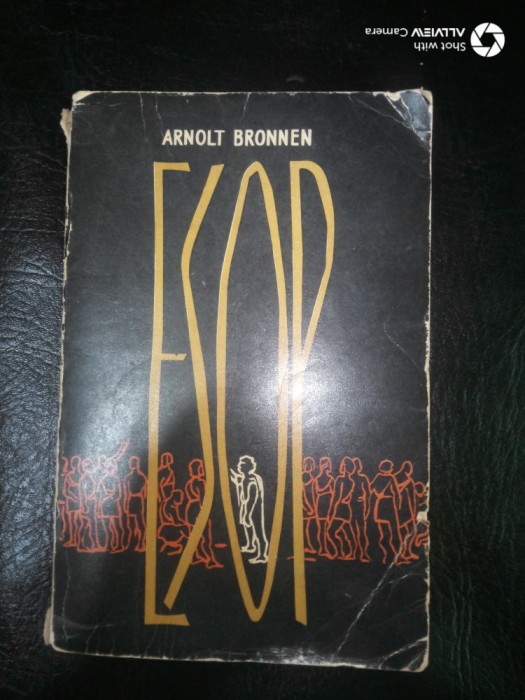 Shot with
ALLVIEW Camera
ARNOLT BRONNEN
ESOP